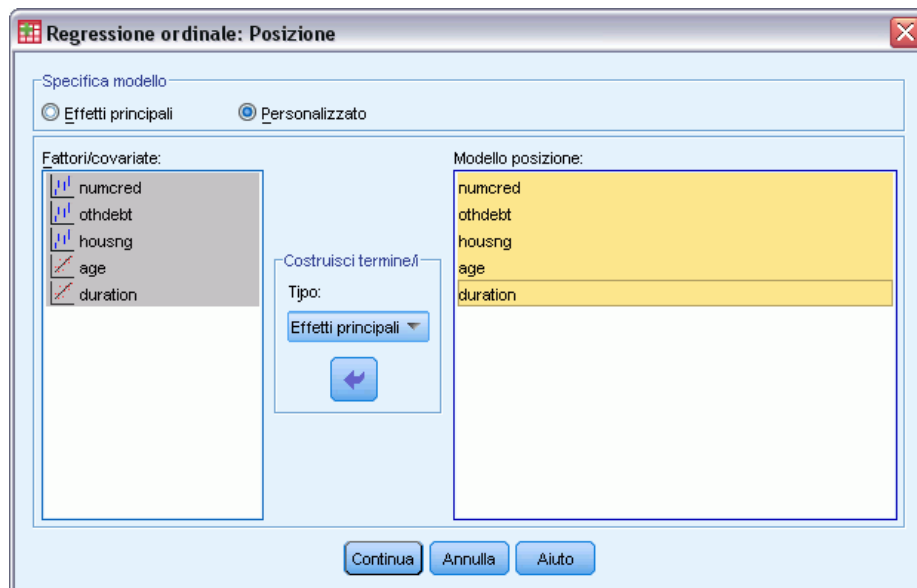 Regressione ordinale: Posizione
Specifica modello
Effetti principali
Personalizzato
Fattori/covariate:
numcred
othdebt
housng
age
duration
Costruisci termine/i
Tipo:
Effetti principali
Modello posizione:
numcred
othdebt
housng
age
duration
Continua
Annulla
Aiuto